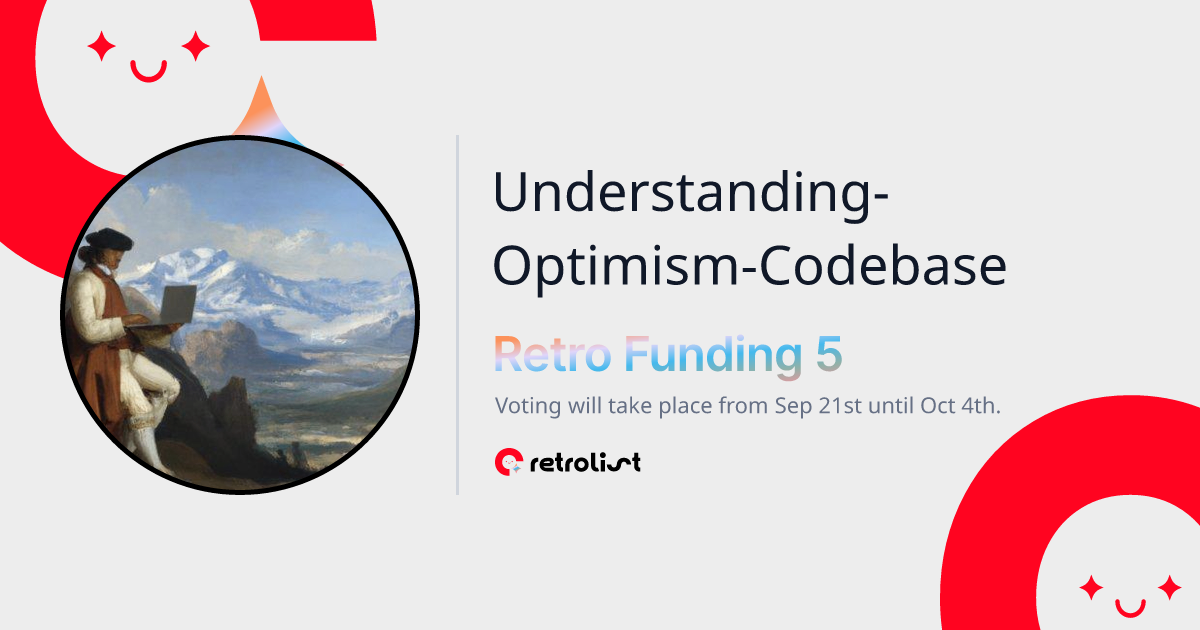 Understanding-
Optimism-Codebase
Retro Funding 5
Voting will take place from Sep 21st until Oct 4th.
retrolist